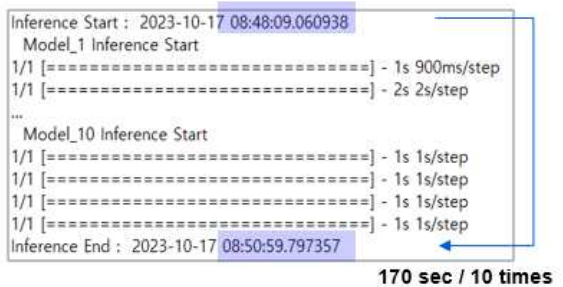 Inference Start : 2023-10-17 08:48:09.060938
Model_1 Inference Start
1/1 [==============================] - 1s 900ms/step
1/1 [==============================] - 2s 2s/step
...
Model_10 Inference Start
1/1 [==============================] - 1s 1s/step
1/1 [==============================] - 1s 1s/step
1/1 [==============================] - 1s 1s/step
1/1 [==============================] - 1s 1s/step
Inference End : 2023-10-17 08:50:59.797357
170 sec / 10 times